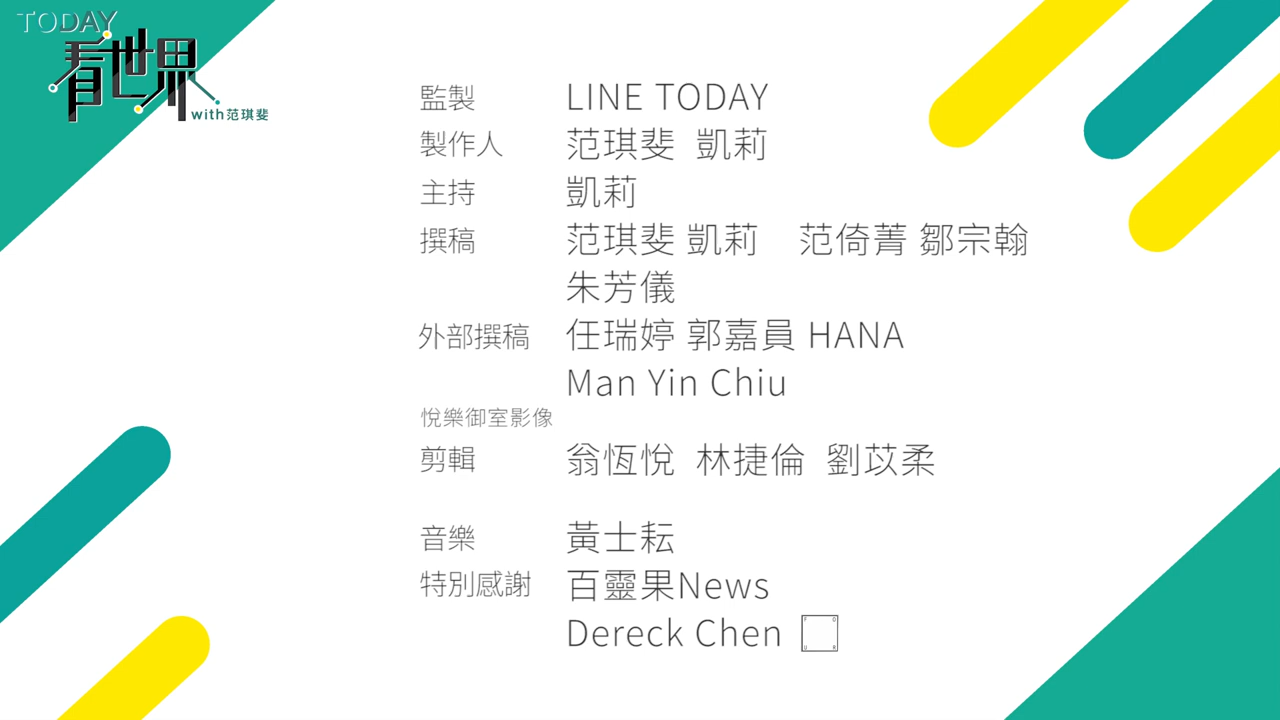 TODAY
看世界
with范琪斐
監製 LINE TODAY
製作人 范琪斐 凱莉
主持 凱莉
撰稿 范琪斐 凱莉 范倚菁 鄒宗翰
朱芳儀
外部撰稿 任瑞婷 郭嘉員 HANA
Man Yin Chiu
悅樂御室影像
剪輯 翁恆悅 林捷倫 劉苡柔
音樂 黃士耘
特別感謝 百靈果News
Dereck Chen FOUR